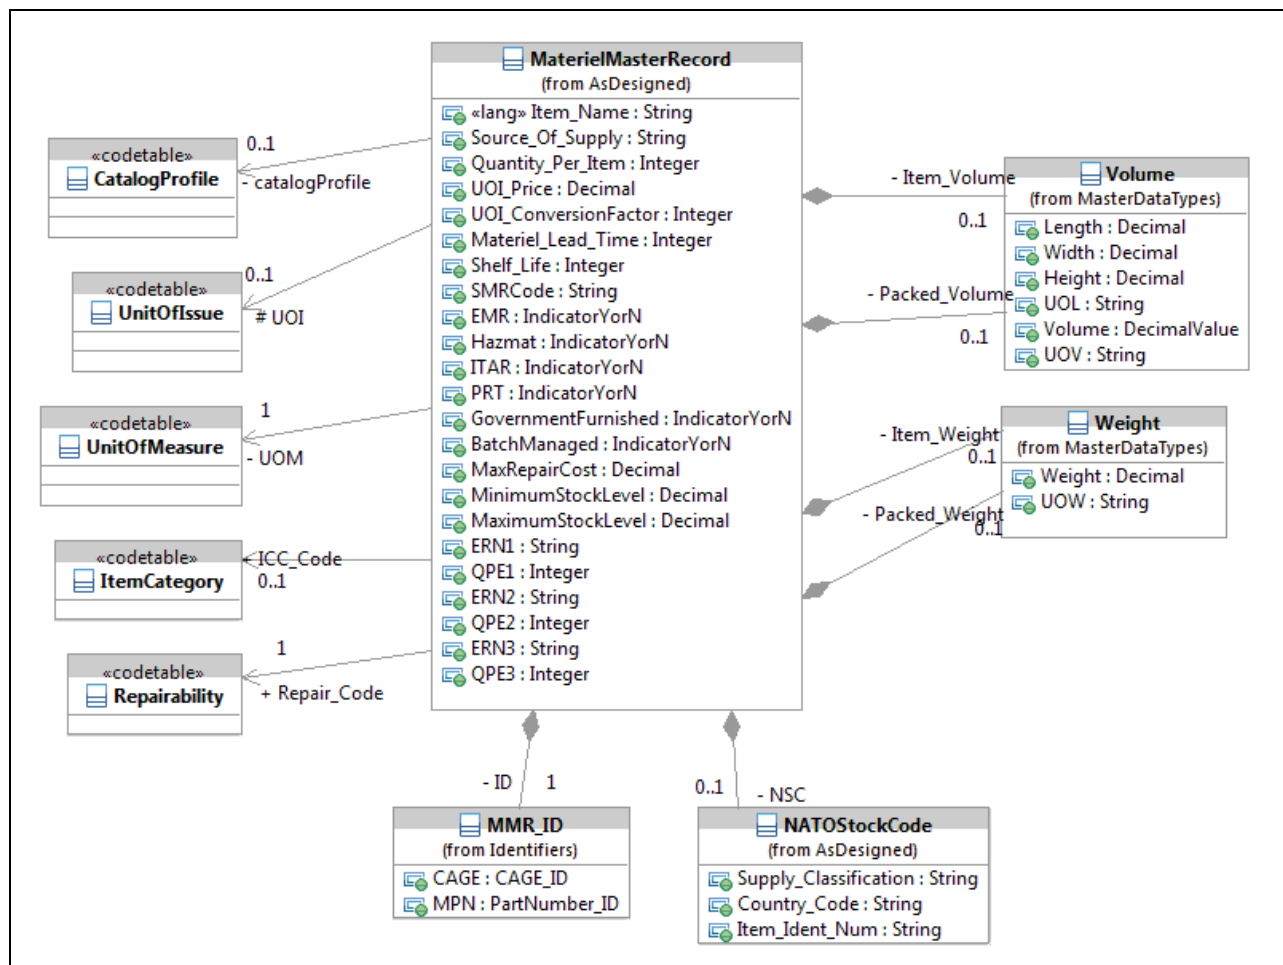 MaterielMasterRecord
(from AsDesigned)
«lang» Item_Name : String
Source_Of_Supply : String
Quantity_Per_Item : Integer
UOI_Price : Decimal
UOI_ConversionFactor : Integer
Materiel_Lead_Time : Integer
Shelf_Life : Integer
SMRCode : String
EMR : IndicatorYorN
Hazmat : IndicatorYorN
ITAR : IndicatorYorN
PRT : IndicatorYorN
GovernmentFurnished : IndicatorYorN
BatchManaged : IndicatorYorN
MaxRepairCost : Decimal
MinimumStockLevel : Decimal
MaximumStockLevel : Decimal
ERN1 : String
QPE1 : Integer
ERN2 : String
QPE2 : Integer
ERN3 : String
QPE3 : Integer
«codetable»
CatalogProfile
0..1
- catalogProfile
«codetable»
UnitOfIssue
0..1
# UOI
«codetable»
UnitOfMeasure
1
- UOM
«codetable»
ItemCategory
+ ICC_Code
0..1
«codetable»
Repairability
1
+ Repair_Code
- Item_Volume
0..1
- Packed_Volume
0..1
Volume
(from MasterDataTypes)
Length : Decimal
Width : Decimal
Height : Decimal
UOL : String
Volume : DecimalValue
UOV : String
- Item_Weight
0..1
- Packed_Weight
0..1
Weight
(from MasterDataTypes)
Weight : Decimal
UOW : String
- ID
1
MMR_ID
(from Identifiers)
CAGE : CAGE_ID
MPN : PartNumber_ID
0..1
- NSC
NATOStockCode
(from AsDesigned)
Supply_Classification : String
Country_Code : String
Item_Ident_Num : String